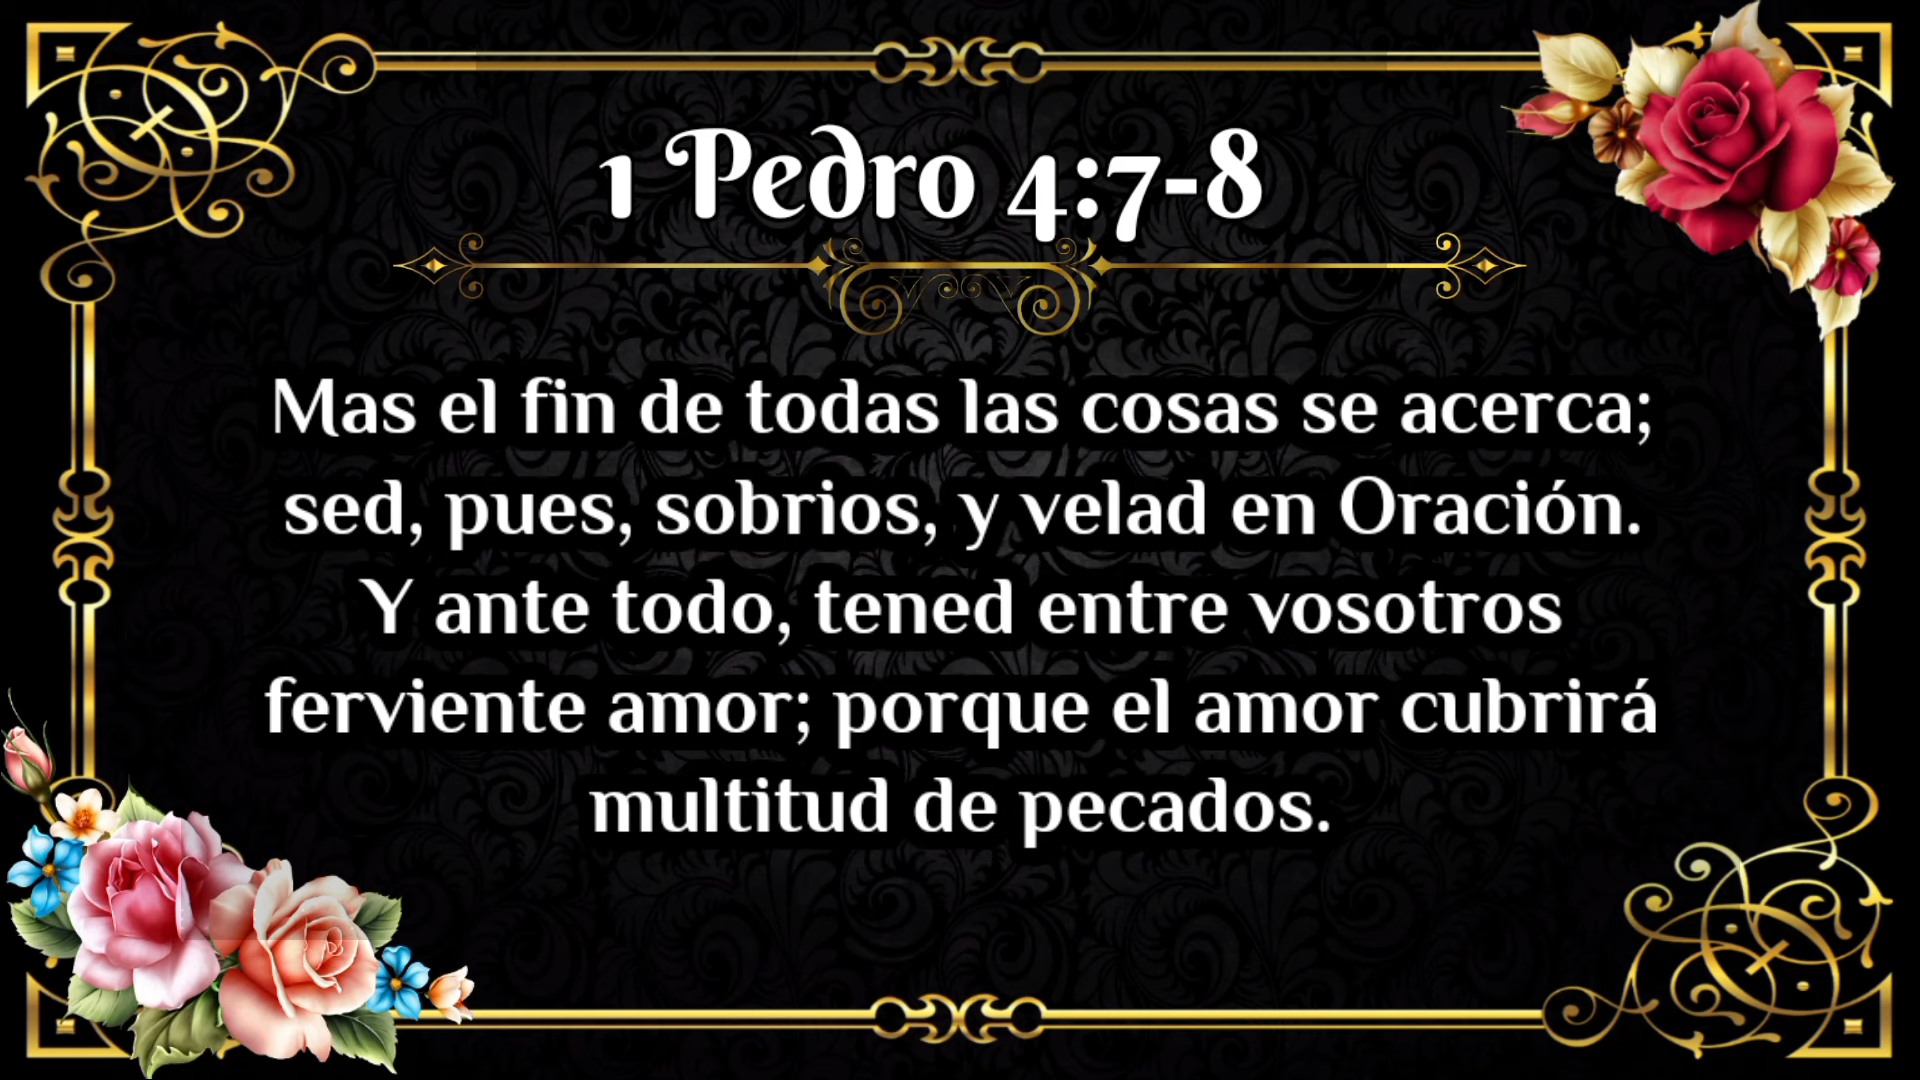 1 Pedro 4:7-8
Mas el fin de todas las cosas se acerca;
sed, pues, sobrios, y velad en Oración.
Y ante todo, tened entre vosotros
ferviente amor; porque el amor cubrirá
multitud de pecados.